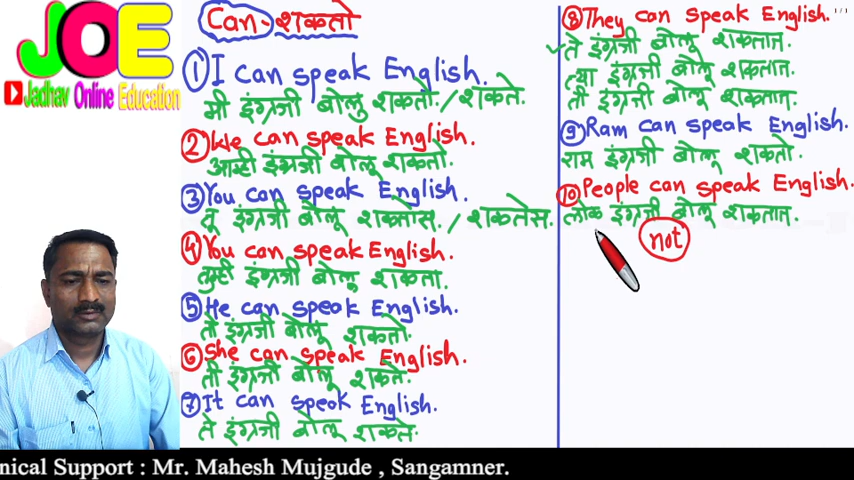 JOE
Jadhav Online Education
Can - शकतो
① I can speak English.
मी इंग्रजी बोलु शकतो. / शकते.
② We can speak English.
आम्ही इंग्रजी बोलू शकतो.
③ You can speak English.
तू इंग्रजी बोलू शकतोस. / शकतेस.
④ You can speak English.
तुम्ही इंग्रजी बोलू शकता.
⑤ He can speak English.
तो इंग्रजी बोलू शकतो.
⑥ She can speak English.
ती इंग्रजी बोलू शकते.
⑦ It can speak English.
ते इंग्रजी बोलू शकते.
⑧ They can speak English.
ते इंग्रजी बोलू शकतात.
त्या इंग्रजी बोलू शकतात.
ती इंग्रजी बोलू शकतात.
⑨ Ram can speak English.
राम इंग्रजी बोलू शकतो.
⑩ People can speak English.
लोक इंग्रजी बोलू शकतात.
not
1 / 1
nical Support : Mr. Mahesh Mujgude , Sangamner.